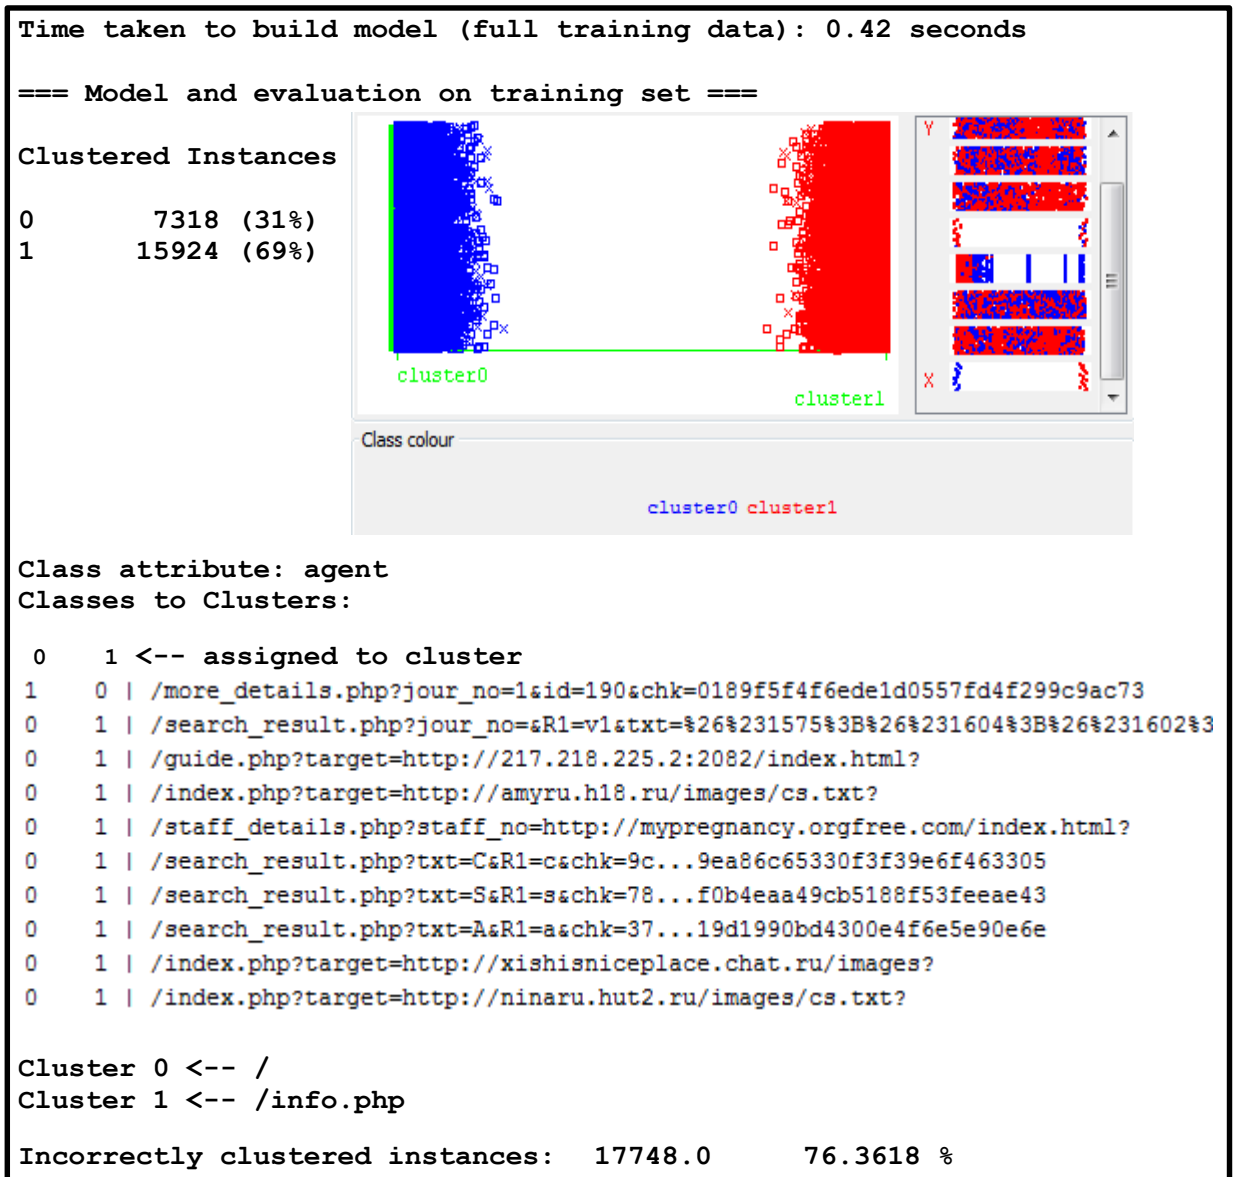 Time taken to build model (full training data): 0.42 seconds
=== Model and evaluation on training set ===
Clustered Instances
0 7318 (31%)
1 15924 (69%)
Y
X
cluster0
cluster1
Class colour
cluster0 cluster1
Class attribute: agent
Classes to Clusters:
0 1 <-- assigned to cluster
1 0 | /more_details.php?jour_no=1&id=190&chk=0189f5f4f6ede1d0557fd4f299c9ac73
0 1 | /search_result.php?jour_no=&R1=v1&txt=%26%231575%3B%26%231604%3B%26%231602%3
0 1 | /guide.php?target=http://217.218.225.2:2082/index.html?
0 1 | /index.php?target=http://amyru.h18.ru/images/cs.txt?
0 1 | /staff_details.php?staff_no=http://mypregnancy.orgfree.com/index.html?
0 1 | /search_result.php?txt=C&R1=c&chk=9c...9ea86c65330f3f39e6f463305
0 1 | /search_result.php?txt=S&R1=s&chk=78...f0b4eaa49cb5188f53feeae43
0 1 | /search_result.php?txt=A&R1=a&chk=37...19d1990bd4300e4f6e5e90e6e
0 1 | /index.php?target=http://xishisniceplace.chat.ru/images?
0 1 | /index.php?target=http://ninaru.hut2.ru/images/cs.txt?
Cluster 0 <-- /
Cluster 1 <-- /info.php
Incorrectly clustered instances: 17748.0 76.3618 %